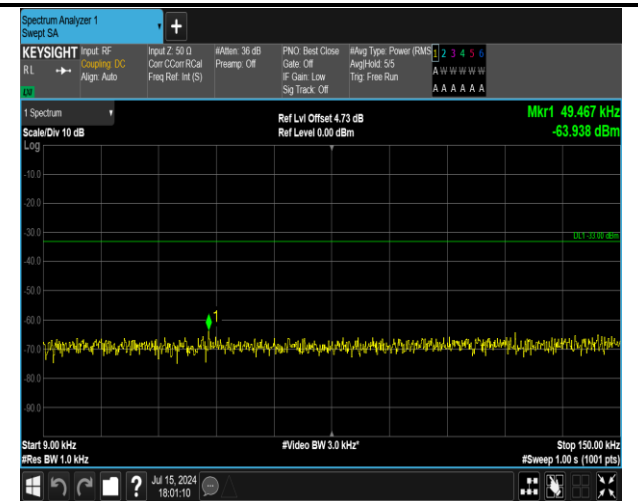 Spectrum Analyzer 1
Swept SA
+
KEYSIGHT Input: RF Input Z: 50 Ω #Atten: 36 dB PNO: Best Close #Avg Type: Power (RMS 1 2 3 4 5 6
RL Coupling: DC Corr CCorr RCal Preamp: Off Gate: Off Avg|Hold: 5/5 A W W W W W
Align: Auto Freq Ref: Int (S) IF Gain: Low Trig: Free Run
Sig Track: Off A A A A A A
1 Spectrum Ref Lvl Offset 4.73 dB Mkr1 49.467 kHz
Scale/Div 10 dB Ref Level 0.00 dBm -63.938 dBm
Log
-10.0
-20.0
-30.0
DL1 -33.00 dBm
-40.0
-50.0
-60.0
1
-70.0
-80.0
-90.0
Start 9.00 kHz #Video BW 3.0 kHz* Stop 150.00 kHz
#Res BW 1.0 kHz #Sweep 1.00 s (1001 pts)
? Jul 15, 2024
18:01:10